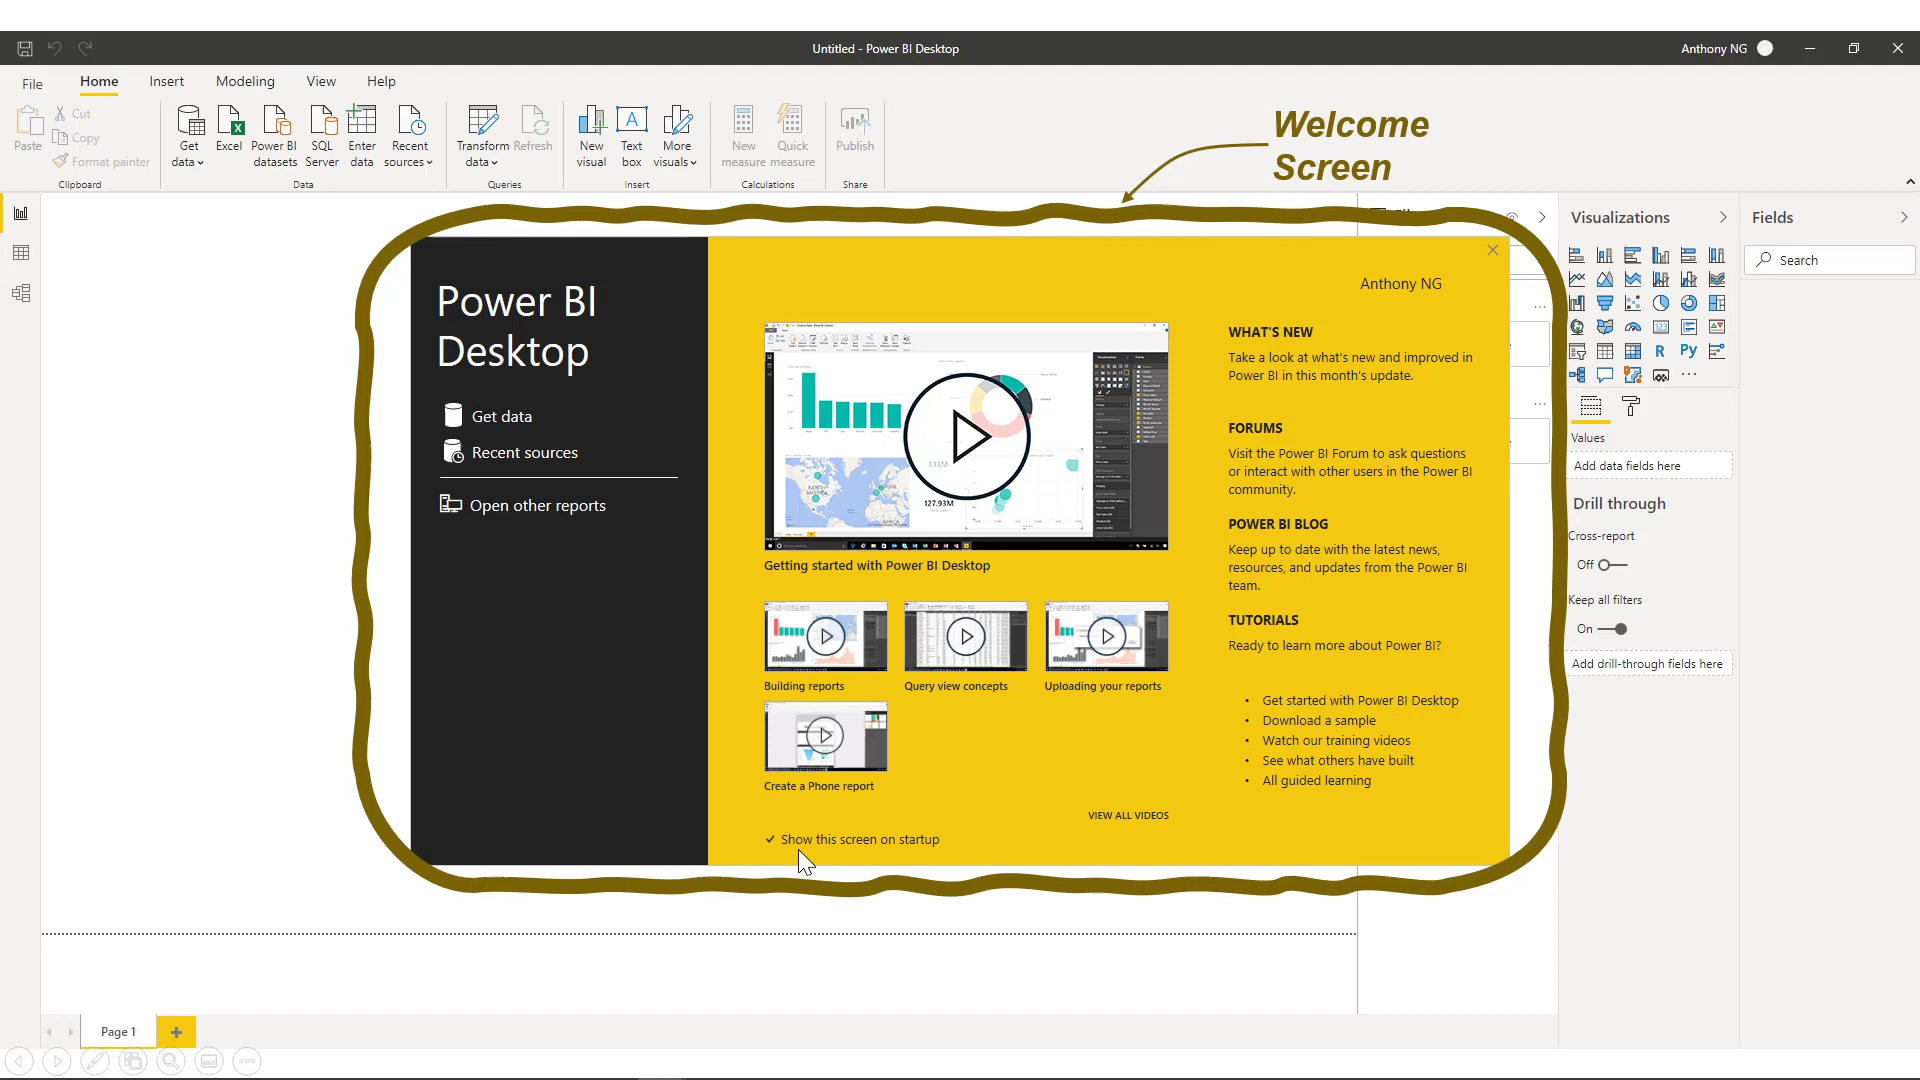 Untitled - Power BI Desktop
Anthony NG
File
Home
Insert
Modeling
View
Help
Paste
Cut
Copy
Format painter
Clipboard
Get
data
Excel
Power BI
datasets
SQL
Server
Enter
data
Recent
sources
Data
Transform
data
Refresh
Queries
New
visual
Text
box
More
visuals
Insert
New
measure
Quick
measure
Calculations
Publish
Share
Welcome
Screen
Power BI
Desktop
Get data
Recent sources
Open other reports
Anthony NG
Getting started with Power BI Desktop
Building reports
Query view concepts
Uploading your reports
Create a Phone report
VIEW ALL VIDEOS
Show this screen on startup
WHAT'S NEW
Take a look at what's new and improved in
Power BI in this month's update.
FORUMS
Visit the Power BI Forum to ask questions
or interact with other users in the Power BI
community.
POWER BI BLOG
Keep up to date with the latest news,
resources, and updates from the Power BI
team.
TUTORIALS
Ready to learn more about Power BI?
• Get started with Power BI Desktop
• Download a sample
• Watch our training videos
• See what others have built
• All guided learning
Visualizations
R
Py
Values
Add data fields here
Drill through
Cross-report
Off
Keep all filters
On
Add drill-through fields here
Fields
Search
Page 1